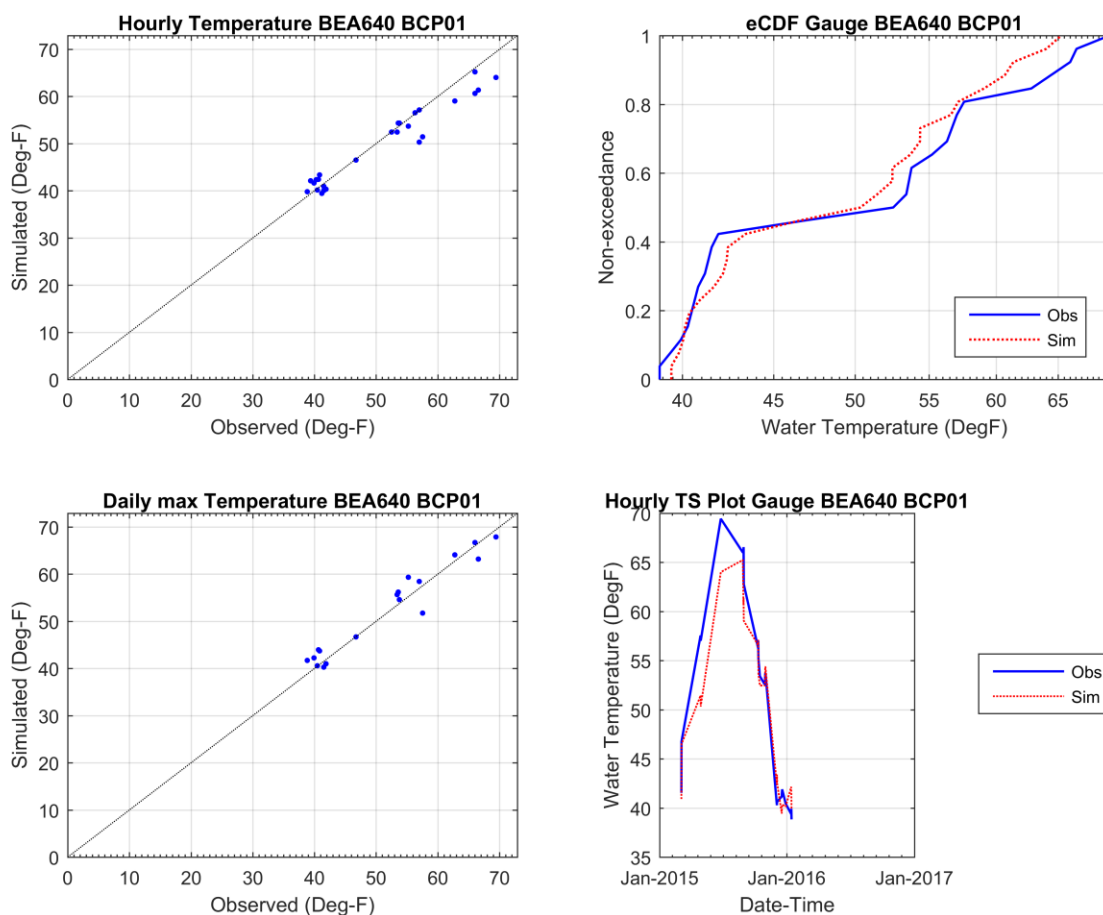 Hourly Temperature BEA640 BCP01
70
60
50
40
30
20
10
0
0 10 20 30 40 50 60 70
Simulated (Deg-F)
Observed (Deg-F)
eCDF Gauge BEA640 BCP01
1
0.8
0.6
0.4
0.2
0
40 50 55 60 65
Non-exceedance
Water Temperature (DegF)
Obs
Sim
Daily max Temperature BEA640 BCP01
70
60
50
40
30
20
10
0
0 10 20 30 40 50 60 70
Simulated (Deg-F)
Observed (Deg-F)
Hourly TS Plot Gauge BEA640 BCP01
70
65
60
55
50
45
40
35
Jan-2015 Jan-2016 Jan-2017
Water Temperature (DegF)
Date-Time
Obs
Sim